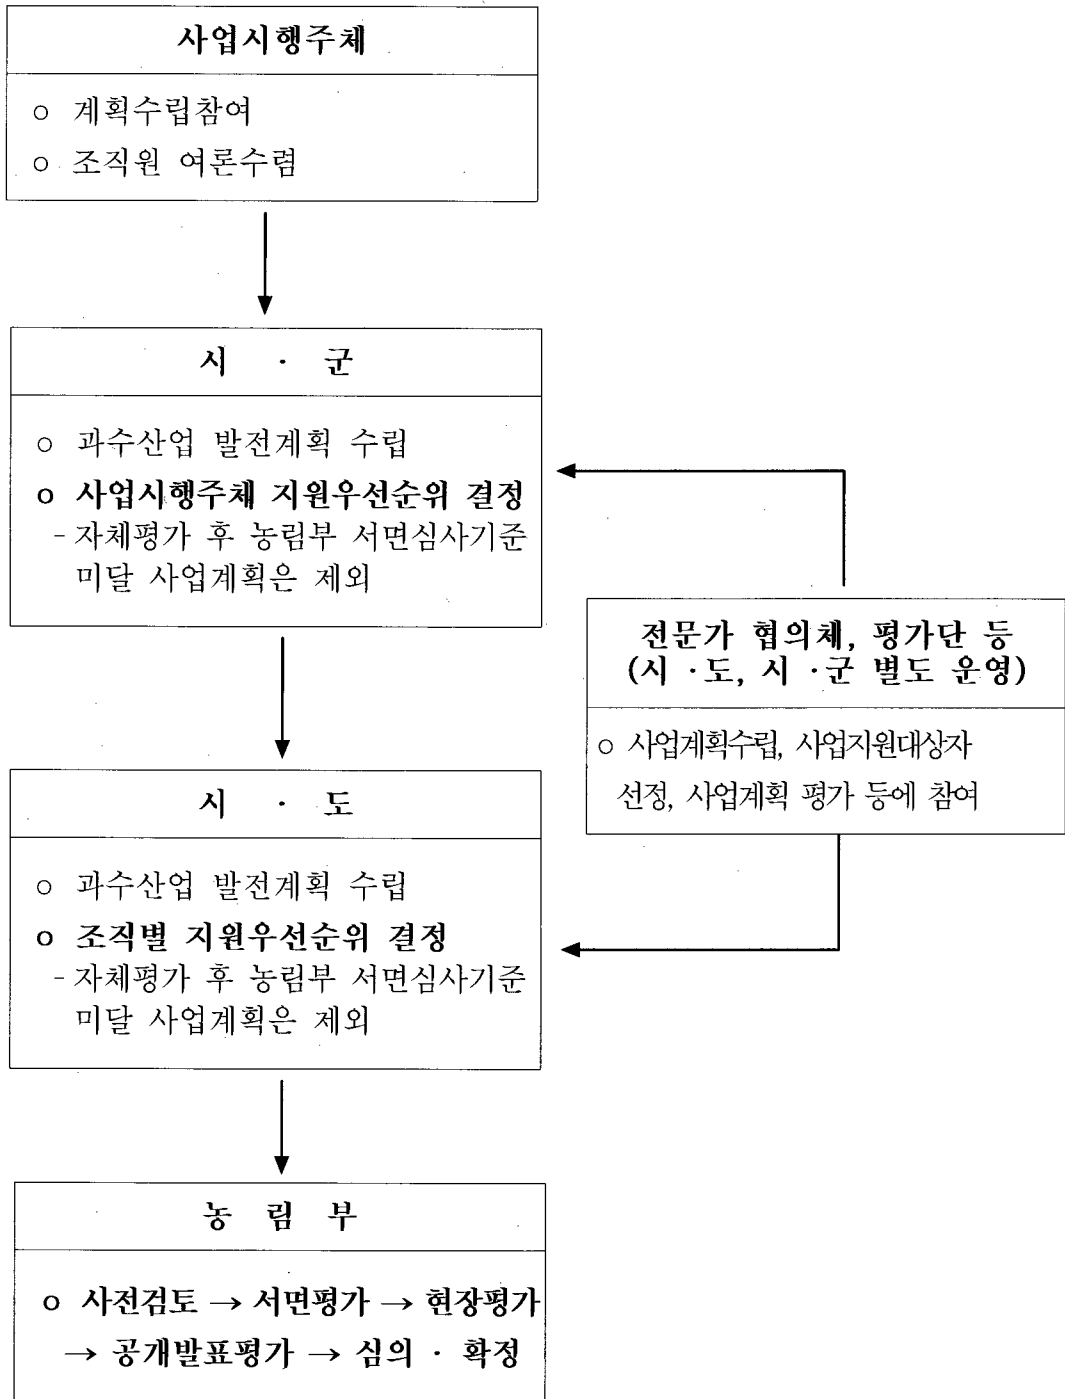 사업시행주체
○ 계획수립참여
○ 조직원 여론수렴
시 · 군
○ 과수산업 발전계획 수립
○ 사업시행주체 지원우선순위 결정
- 자체평가 후 농림부 서면심사기준
미달 사업계획은 제외
전문가 협의체, 평가단 등
(시 ·도, 시 ·군 별도 운영)
○ 사업계획수립, 사업지원대상자
선정, 사업계획 평가 등에 참여
시 · 도
○ 과수산업 발전계획 수립
○ 조직별 지원우선순위 결정
- 자체평가 후 농림부 서면심사기준
미달 사업계획은 제외
농 림 부
○ 사전검토 → 서면평가 → 현장평가
→ 공개발표평가 → 심의 · 확정